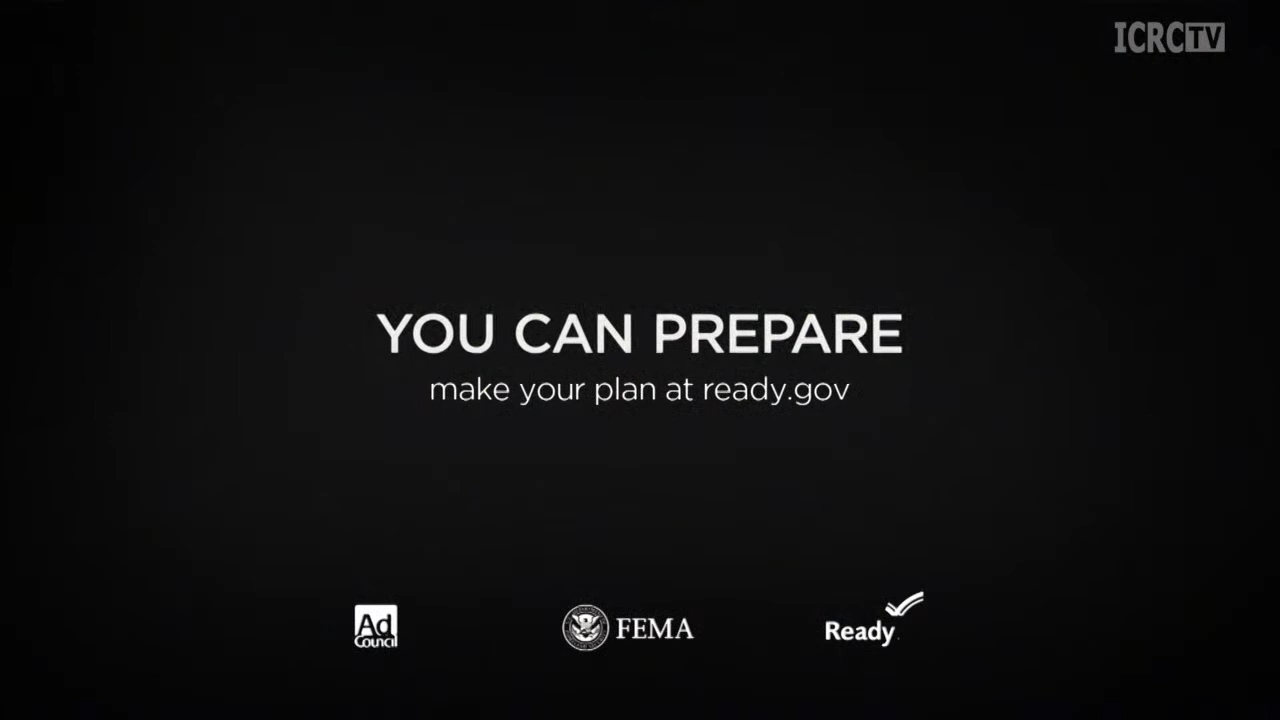 ICRCTV
YOU CAN PREPARE
make your plan at ready.gov
Ad
Council
FEMA
Ready